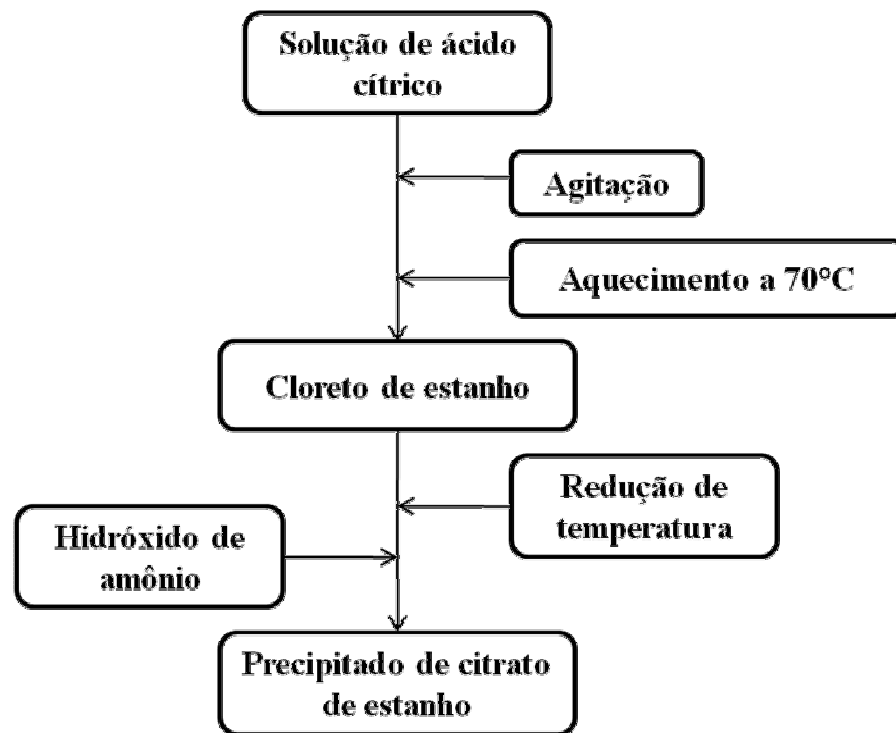 Solução de ácido
cítrico
Agitação
Aquecimento a 70°C
Cloreto de estanho
Redução de
temperatura
Hidróxido de
amônio
Precipitado de citrato
de estanho